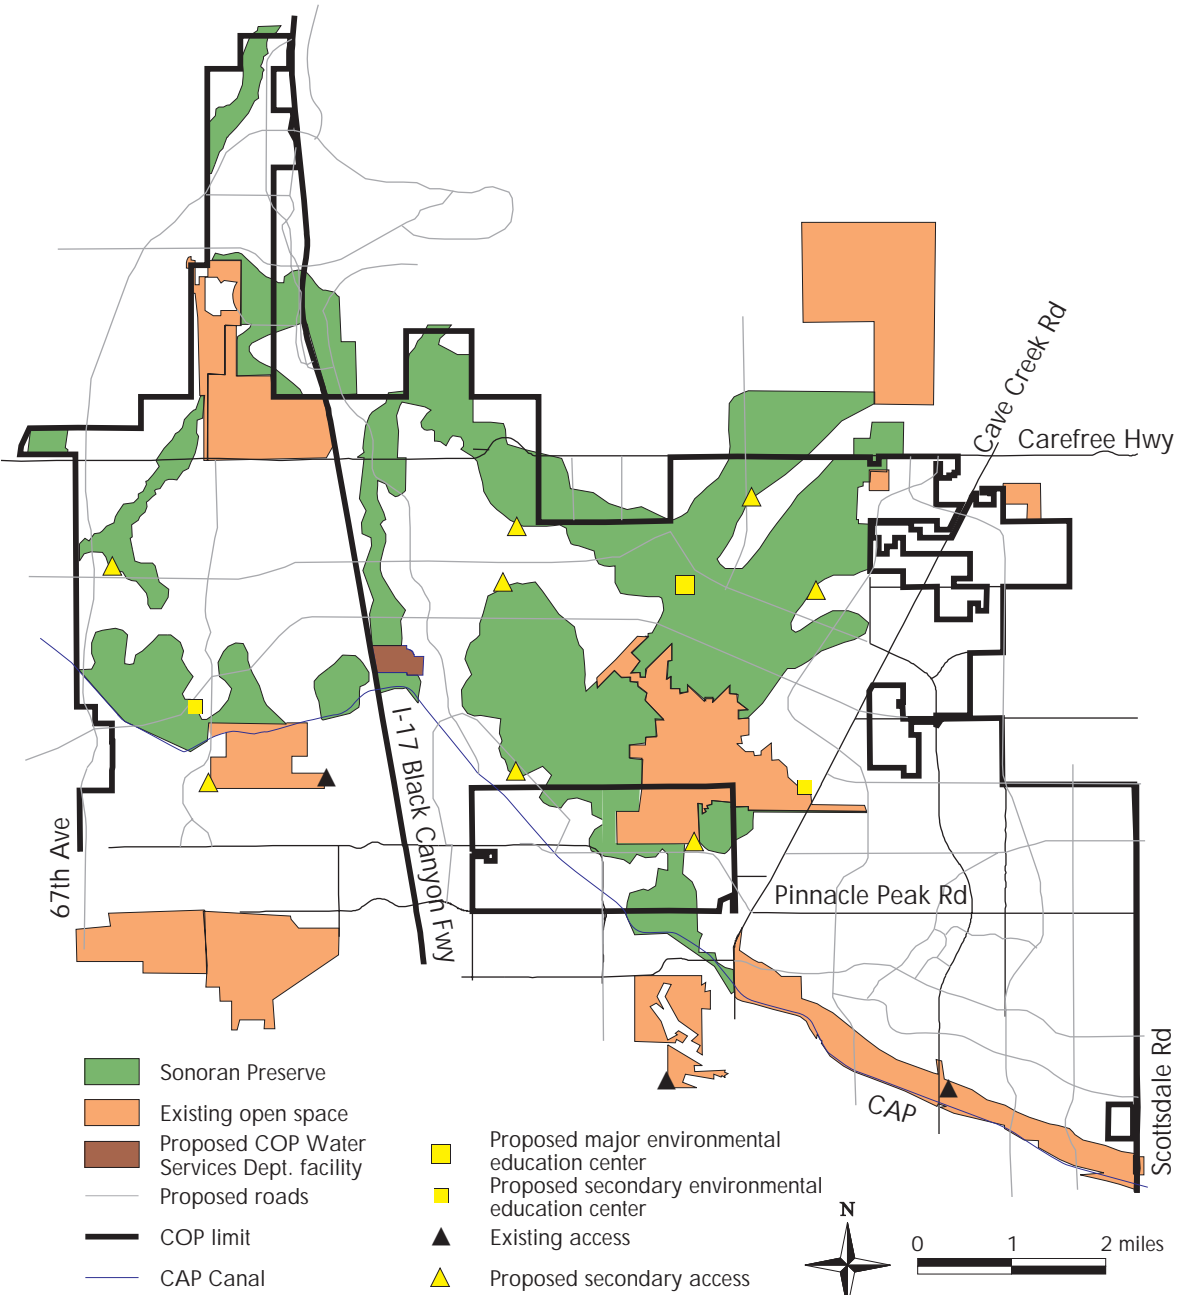 Cave Creek Rd
Carefree Hwy
I-17 Black Canyon Fwy
67th Ave
Pinnacle Peak Rd
CAP
Scottsdale Rd
Sonoran Preserve
Existing open space
Proposed COP Water
Services Dept. facility
Proposed roads
COP limit
CAP Canal
Proposed major environmental
education center
Proposed secondary environmental
education center
Existing access
Proposed secondary access
N
0 1 2 miles